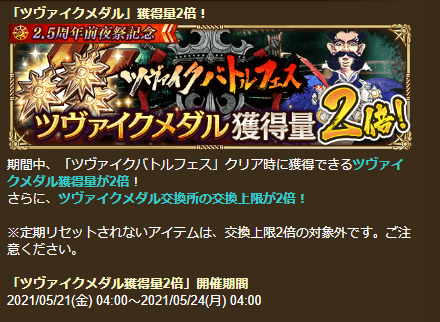 「ツヴァイクメダル」獲得量2倍！
2.5周年前夜祭記念
ツヴァイクバトルフェス
ツヴァイクメダル獲得量2倍!
期間中、「ツヴァイクバトルフェス」クリア時に獲得できるツヴァイ
クメダル獲得量が2倍！
さらに、ツヴァイクメダル交換所の交換上限が2倍！
※定期リセットされないアイテムは、交換上限2倍の対象外です。ご注
意ください。
「ツヴァイクメダル獲得量2倍」開催期間
2021/05/21(金) 04:00～2021/05/24(月) 04:00